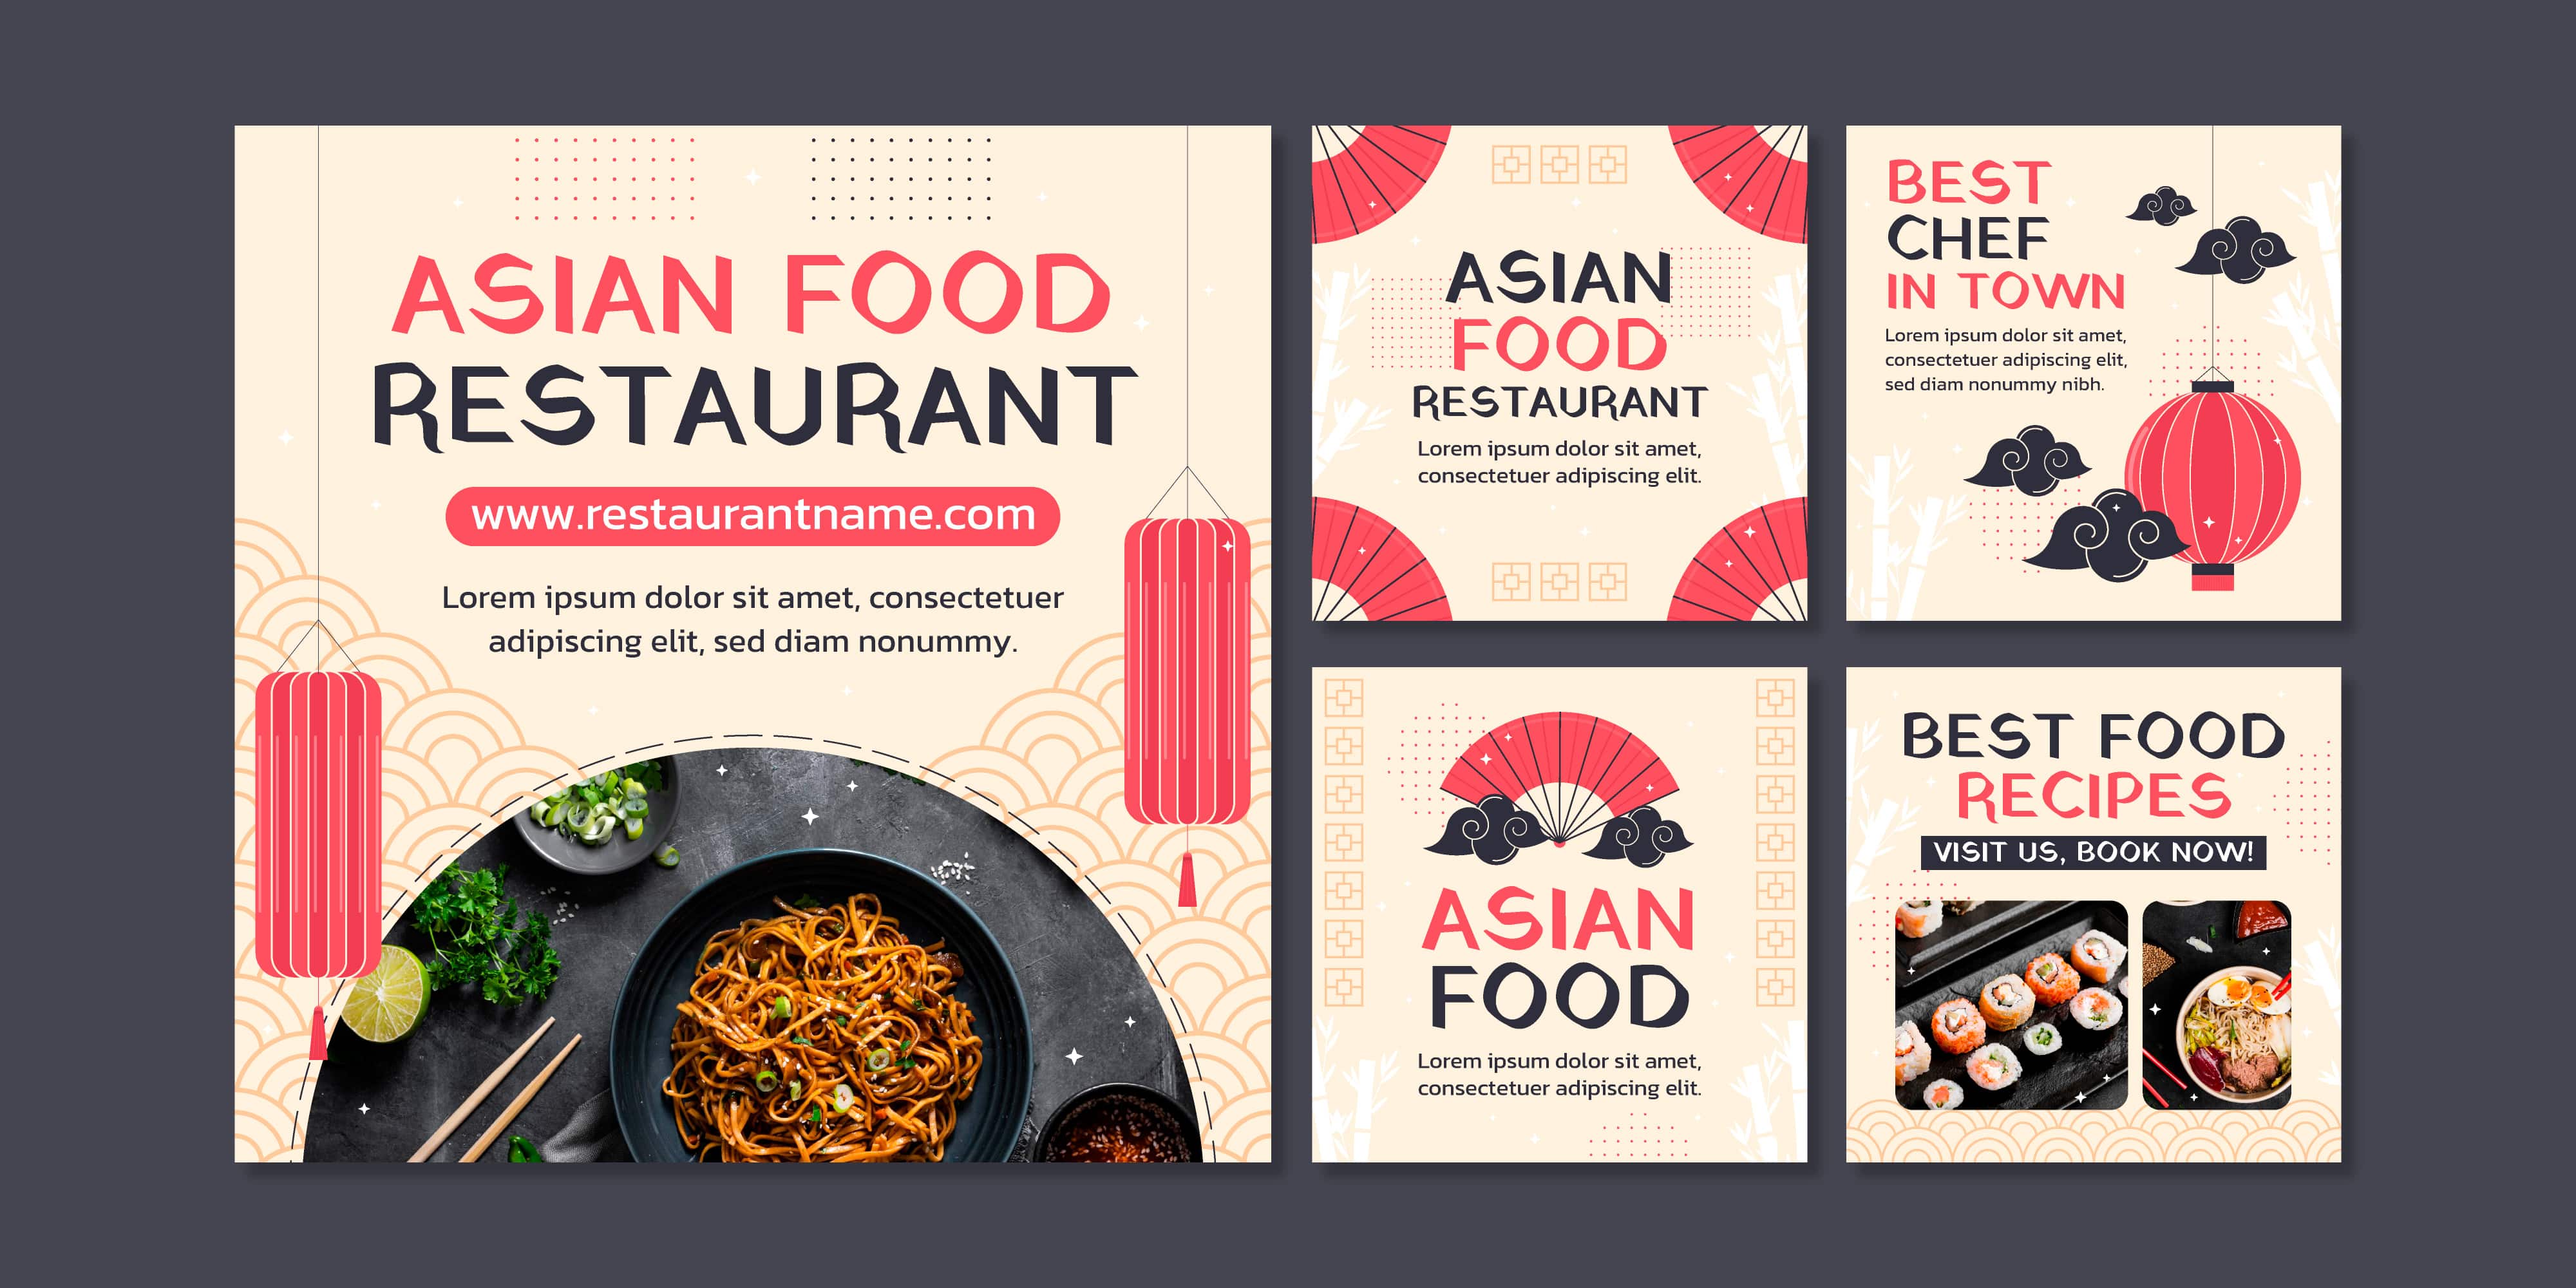 ASIAN FOOD
RESTAURANT
www.restaurantname.com
Lorem ipsum dolor sit amet, consectetuer
adipiscing elit, sed diam nonummy.
ASIAN
FOOD
RESTAURANT
Lorem ipsum dolor sit amet,
consectetuer adipiscing elit.
BEST
CHEF
IN TOWN
Lorem ipsum dolor sit amet,
consectetuer adipiscing elit,
sed diam nonummy nibh.
ASIAN
FOOD
Lorem ipsum dolor sit amet,
consectetuer adipiscing elit.
BEST FOOD
RECIPES
VISIT US, BOOK NOW!